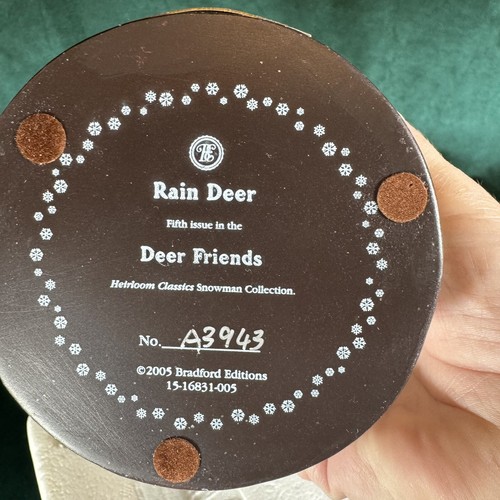 BE
Rain Deer
Fifth issue in the
Deer Friends
Heirloom Classics Snowman Collection.
No. A3943
©2005 Bradford Editions
15-16831-005